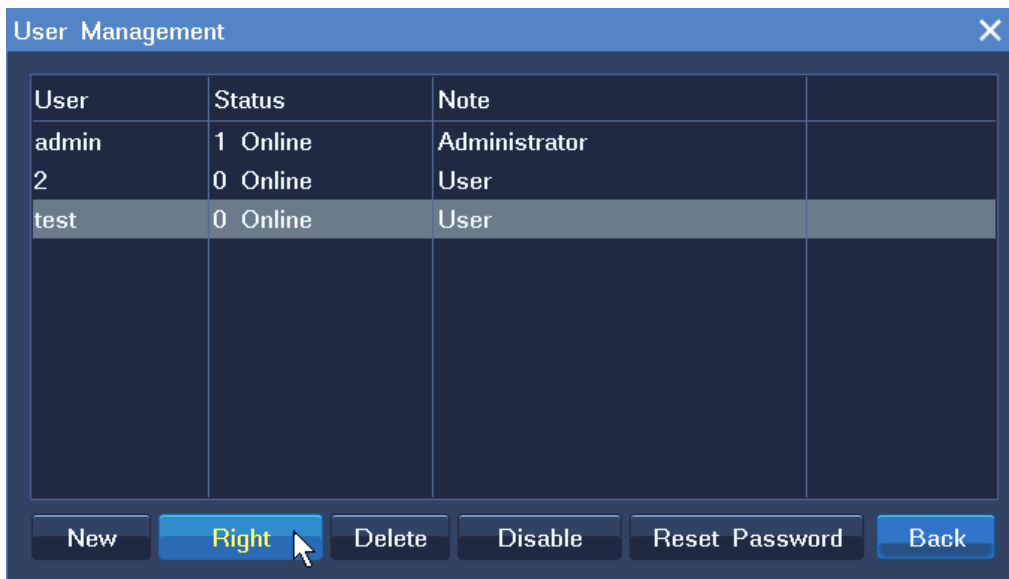 User Management
User Status Note
admin 1 Online Administrator
2 0 Online User
test 0 Online User
New Right Delete Disable Reset Password Back